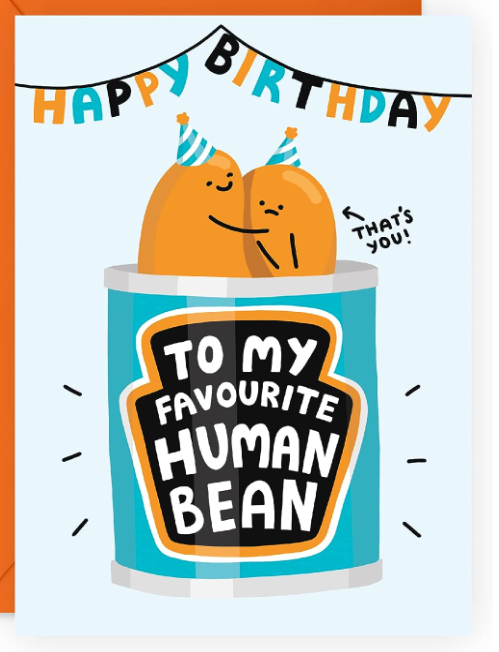 HAPPY BIRTHDAY
THAT'S
YOU!
TO MY
FAVOURITE
HUMAN
BEAN